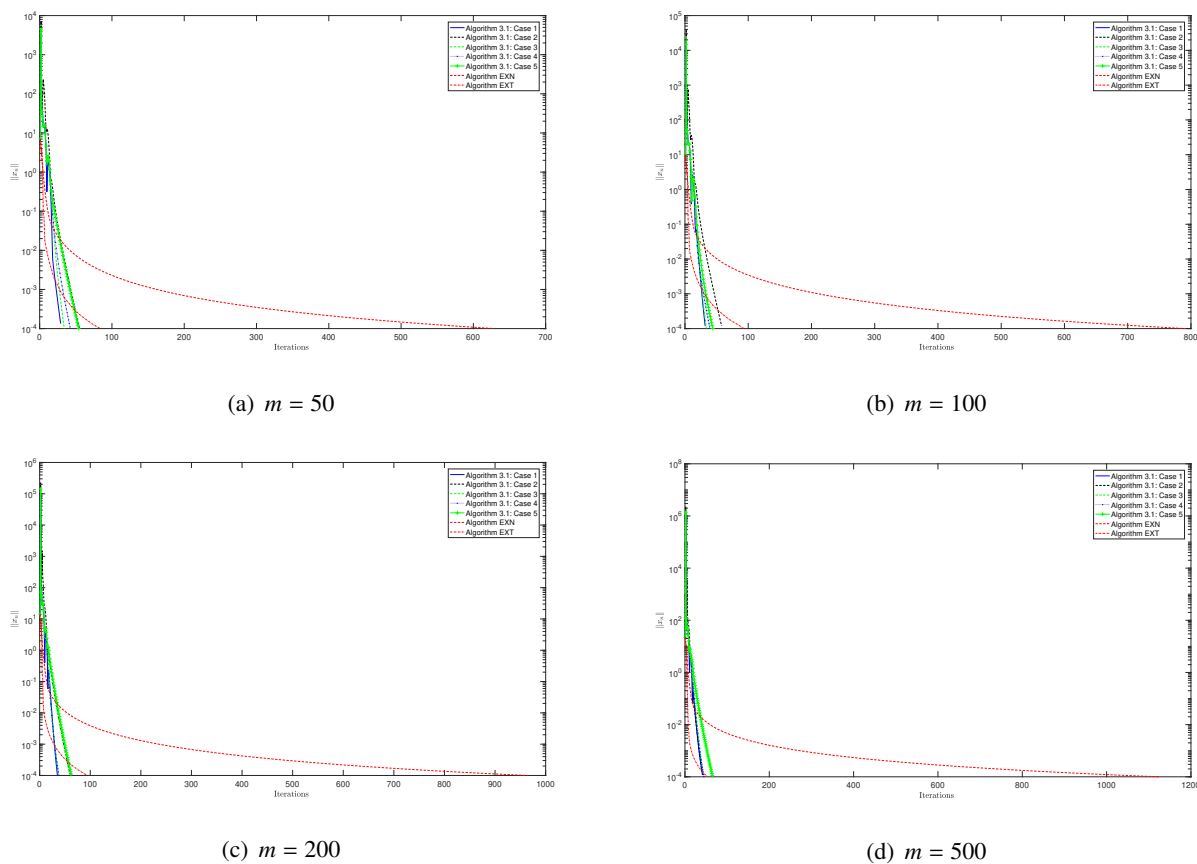 10^4
10^3
10^2
10^1
10^0
10^-1
10^-2
10^-3
10^-4
||x_n||
0 100 200 300 400 500 600 700
Iterations
Algorithm 3.1: Case 1
Algorithm 3.1: Case 2
Algorithm 3.1: Case 3
Algorithm 3.1: Case 4
Algorithm 3.1: Case 5
Algorithm EXN
Algorithm EXT
(a) m = 50
10^5
10^4
10^3
10^2
10^1
10^0
10^-1
10^-2
10^-3
10^-4
||x_n||
0 100 200 300 400 500 600 700 800
Iterations
Algorithm 3.1: Case 1
Algorithm 3.1: Case 2
Algorithm 3.1: Case 3
Algorithm 3.1: Case 4
Algorithm 3.1: Case 5
Algorithm EXN
Algorithm EXT
(b) m = 100
10^6
10^5
10^4
10^3
10^2
10^1
10^0
10^-1
10^-2
10^-3
10^-4
||x_n||
0 100 200 300 400 500 600 700 800 900 1000
Iterations
Algorithm 3.1: Case 1
Algorithm 3.1: Case 2
Algorithm 3.1: Case 3
Algorithm 3.1: Case 4
Algorithm 3.1: Case 5
Algorithm EXN
Algorithm EXT
(c) m = 200
10^8
10^6
10^4
10^2
10^0
10^-2
10^-4
||x_n||
0 200 400 600 800 1000 1200
Iterations
Algorithm 3.1: Case 1
Algorithm 3.1: Case 2
Algorithm 3.1: Case 3
Algorithm 3.1: Case 4
Algorithm 3.1: Case 5
Algorithm EXN
Algorithm EXT
(d) m = 500